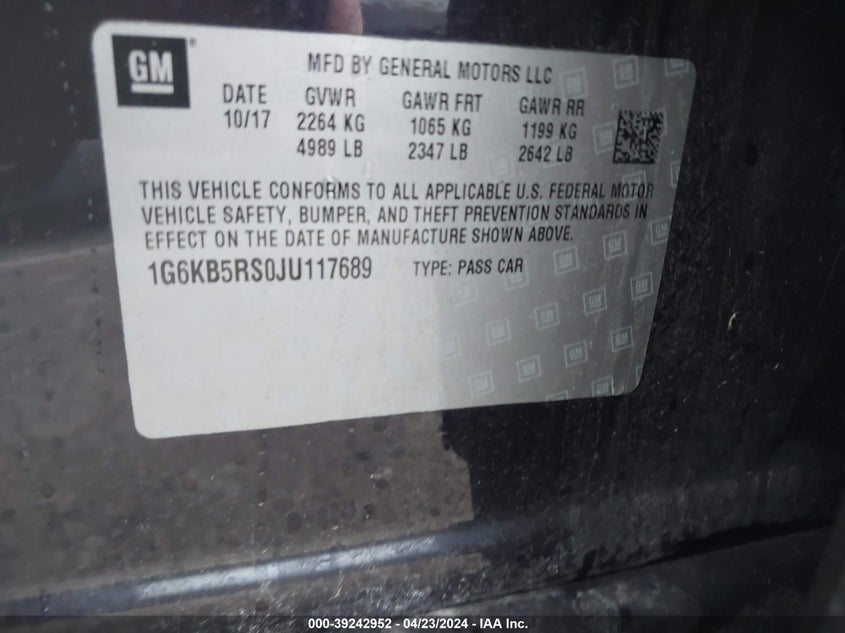 GM ®
MFD BY GENERAL MOTORS LLC
DATE GVWR GAWR FRT GAWR RR
10/17 2264 KG 1065 KG 1199 KG
4989 LB 2347 LB 2642 LB
THIS VEHICLE CONFORMS TO ALL APPLICABLE U.S. FEDERAL MOTOR
VEHICLE SAFETY, BUMPER, AND THEFT PREVENTION STANDARDS IN
EFFECT ON THE DATE OF MANUFACTURE SHOWN ABOVE.
1G6KB5RS0JU117689 TYPE: PASS CAR
000-39242952 - 04/23/2024 - IAA Inc.